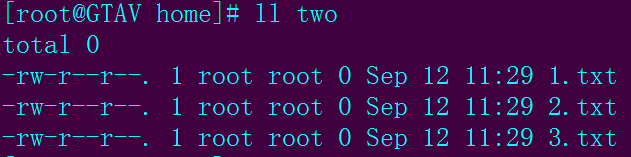 [root@GTAV home]# ll two
total 0
-rw-r--r--. 1 root root 0 Sep 12 11:29 1.txt
-rw-r--r--. 1 root root 0 Sep 12 11:29 2.txt
-rw-r--r--. 1 root root 0 Sep 12 11:29 3.txt